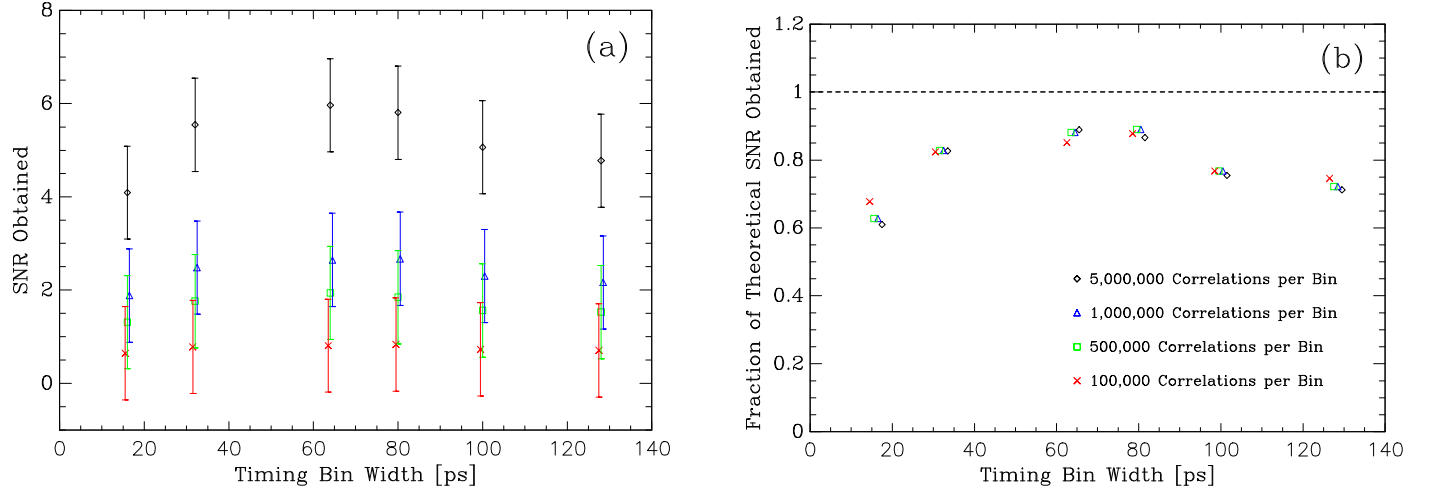 (a)
SNR Obtained
8
6
4
2
0
0 20 40 60 80 100 120 140
Timing Bin Width [ps]
(b)
Fraction of Theoretical SNR Obtained
1.2
1
0.8
0.6
0.4
0.2
0
5,000,000 Correlations per Bin
1,000,000 Correlations per Bin
500,000 Correlations per Bin
100,000 Correlations per Bin
0 20 40 60 80 100 120 140
Timing Bin Width [ps]